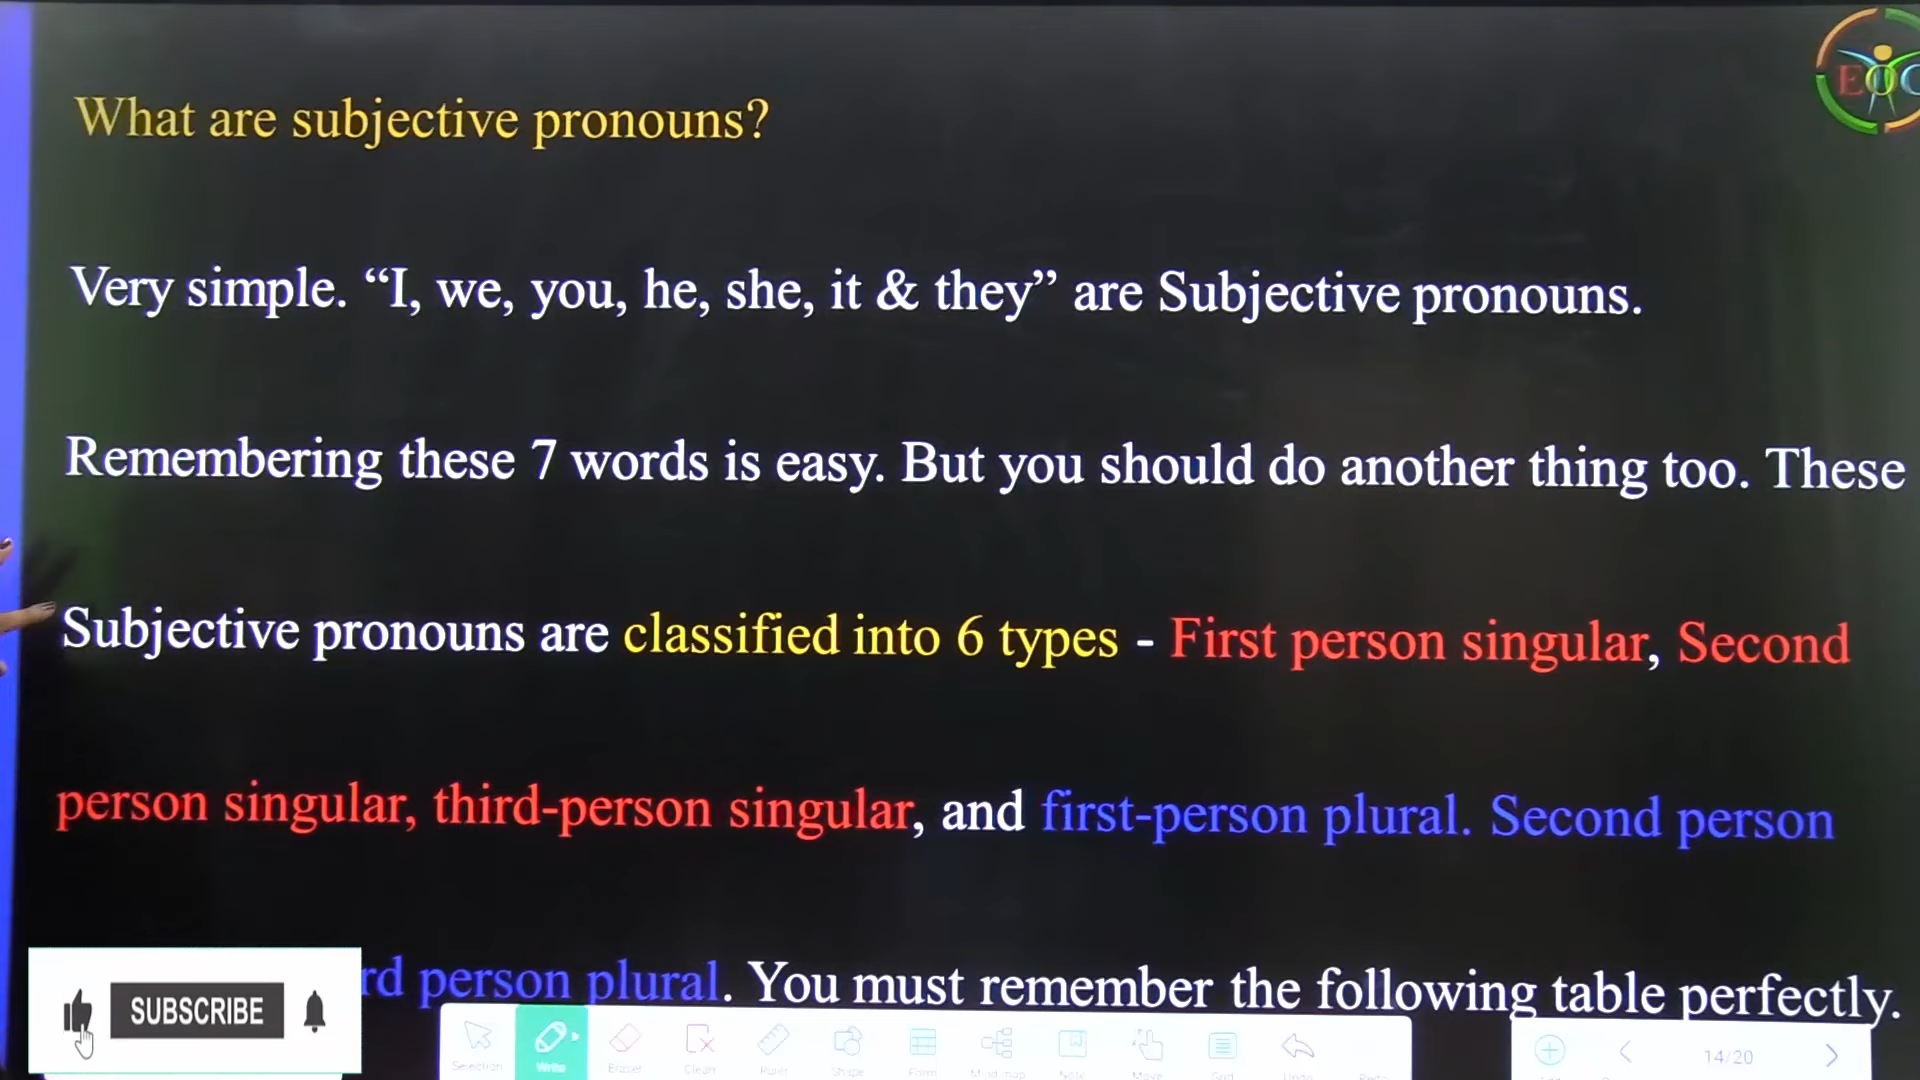 EOC
What are subjective pronouns?
Very simple. “I, we, you, he, she, it & they” are Subjective pronouns.
Remembering these 7 words is easy. But you should do another thing too. These
Subjective pronouns are classified into 6 types - First person singular, Second
person singular, third-person singular, and first-person plural. Second person
rd person plural. You must remember the following table perfectly.
SUBSCRIBE
Selection Write Eraser Clean Ruler Shape Form Mind map Note Move Grid Undo Redo
14/20